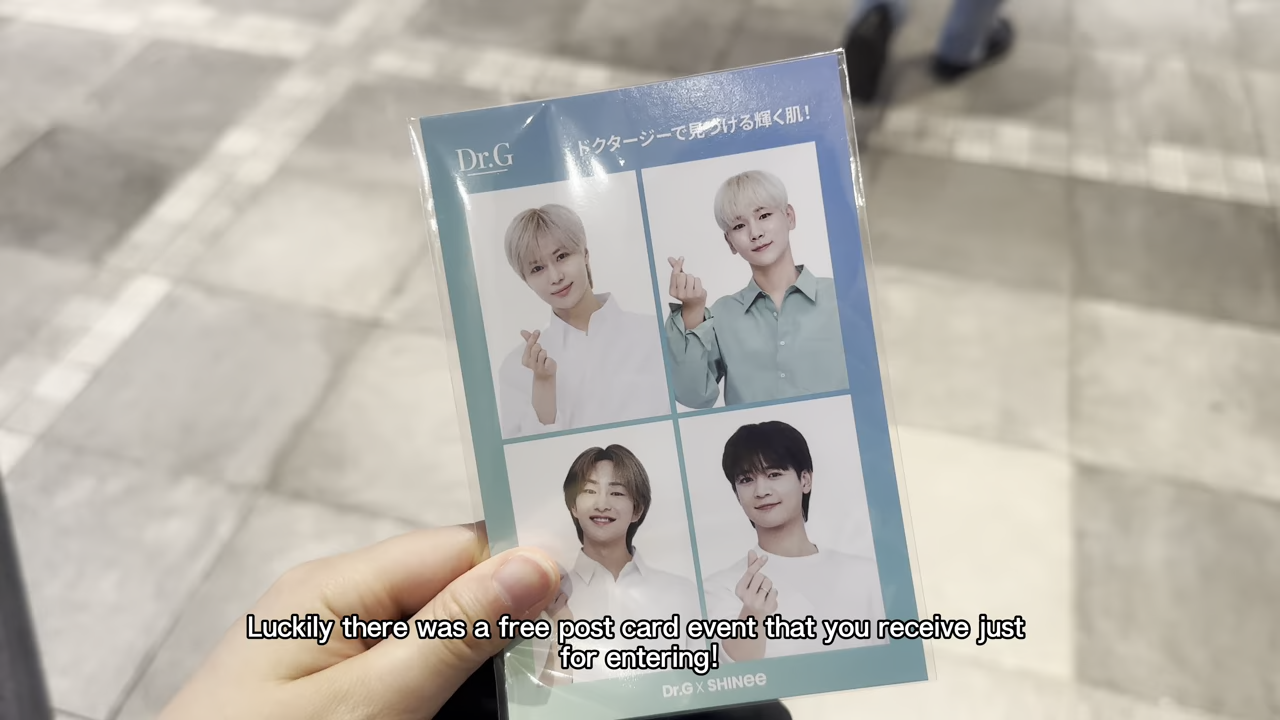 Dr.G
ドクタージーで見つける輝く肌!
Dr.G X SHINee
Luckily there was a free post card event that you receive just
for entering!